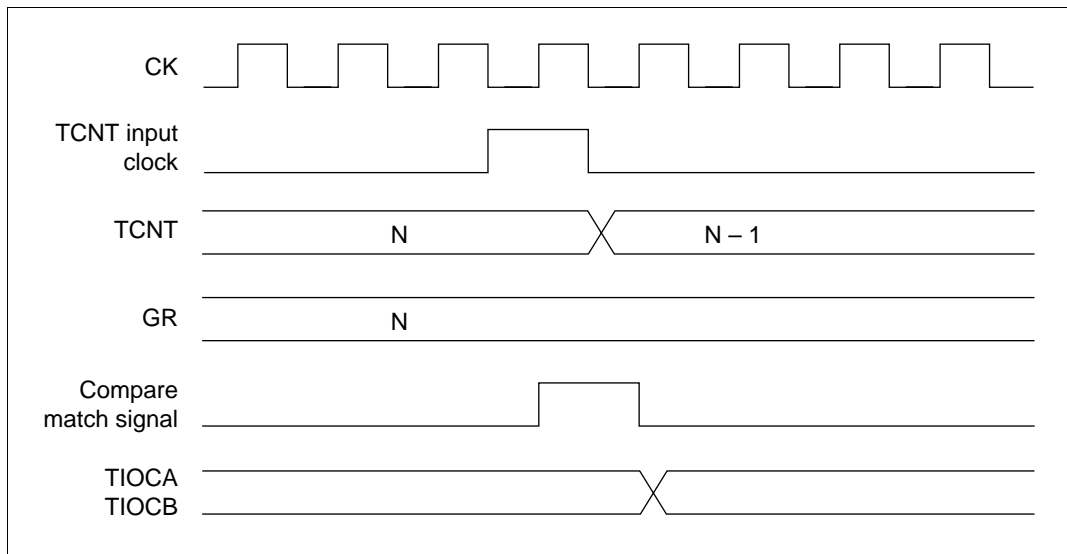 CK
TCNT input
clock
TCNT
N
N – 1
GR
N
Compare
match signal
TIOCA
TIOCB